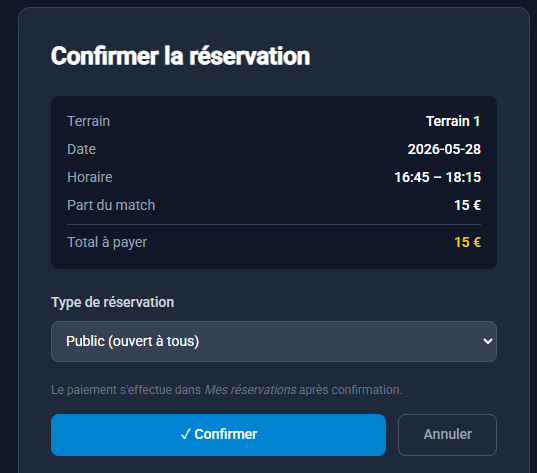 Confirmer la réservation
Terrain Terrain 1
Date 2026-05-28
Horaire 16:45 – 18:15
Part du match 15 €
Total à payer 15 €
Type de réservation
Public (ouvert à tous)
Le paiement s'effectue dans Mes réservations après confirmation.
✓ Confirmer Annuler